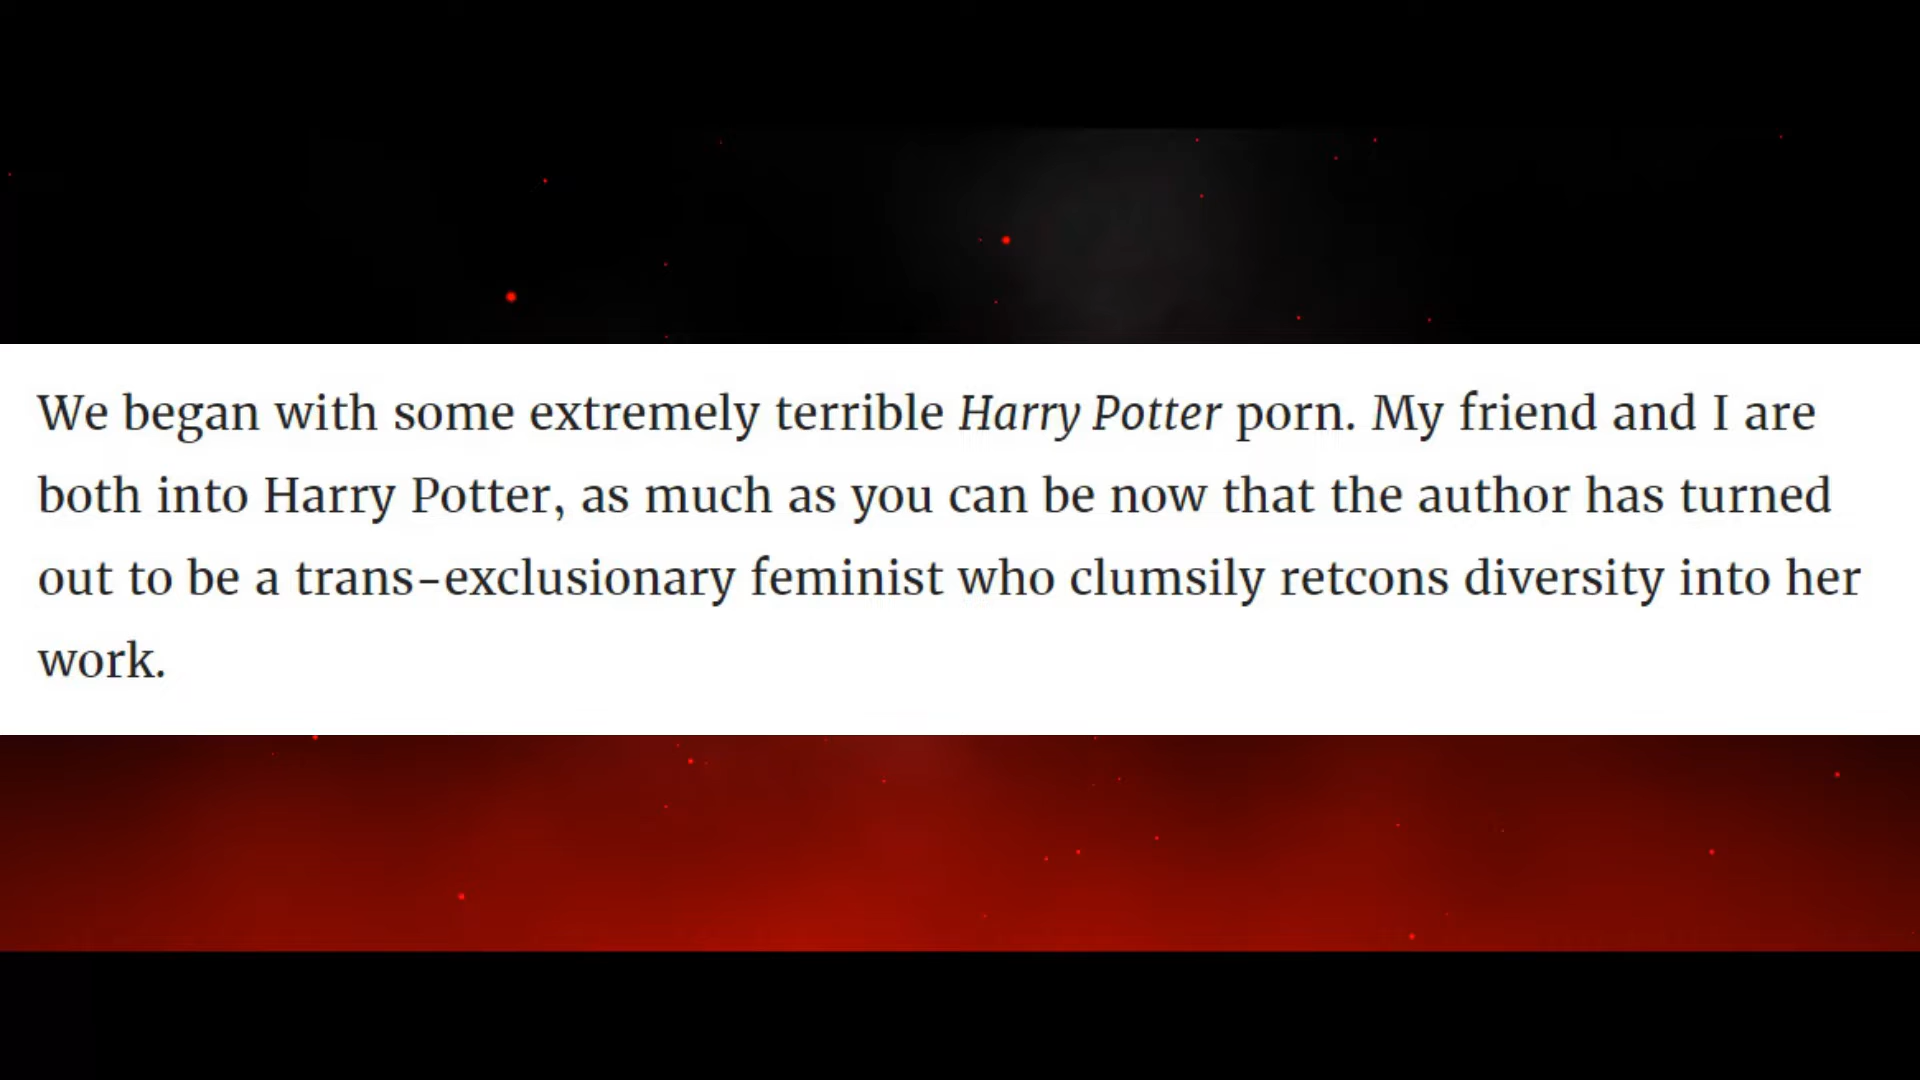 We began with some extremely terrible Harry Potter porn. My friend and I are
both into Harry Potter, as much as you can be now that the author has turned
out to be a trans-exclusionary feminist who clumsily retcons diversity into her
work.